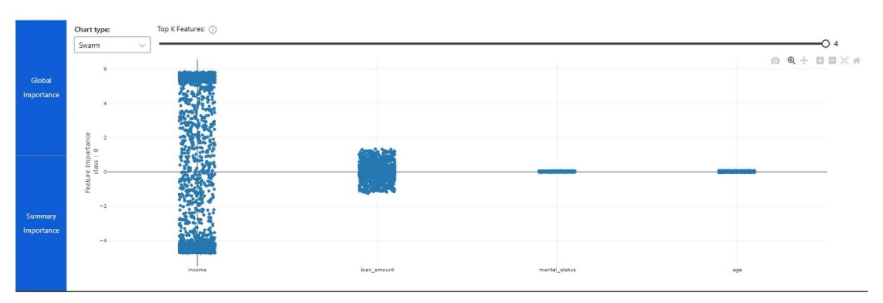 Chart type:
Top K Features:
Swarm
4
Global
Importance
Summary
Importance
Feature Importance
class : 0
6
4
2
0
−2
−4
income
loan_amount
marital_status
age